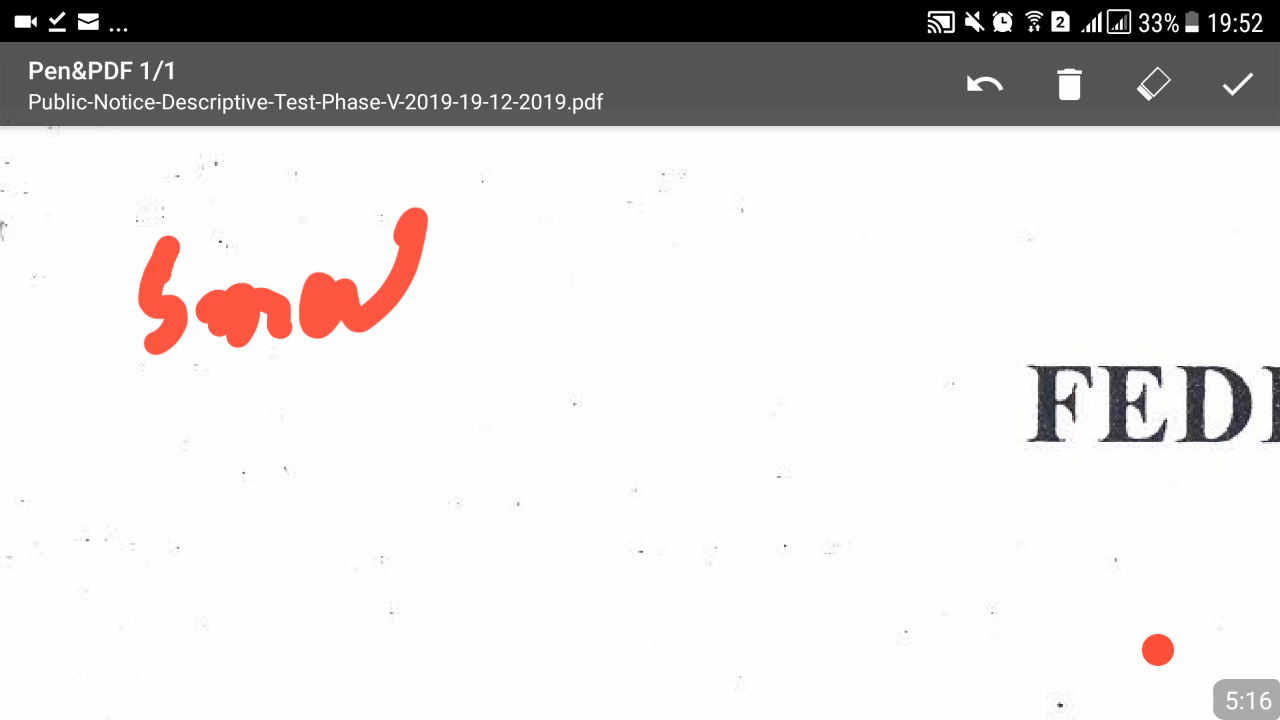 ... 2 33% 19:52
Pen&PDF 1/1
Public-Notice-Descriptive-Test-Phase-V-2019-19-12-2019.pdf
FED
5:16